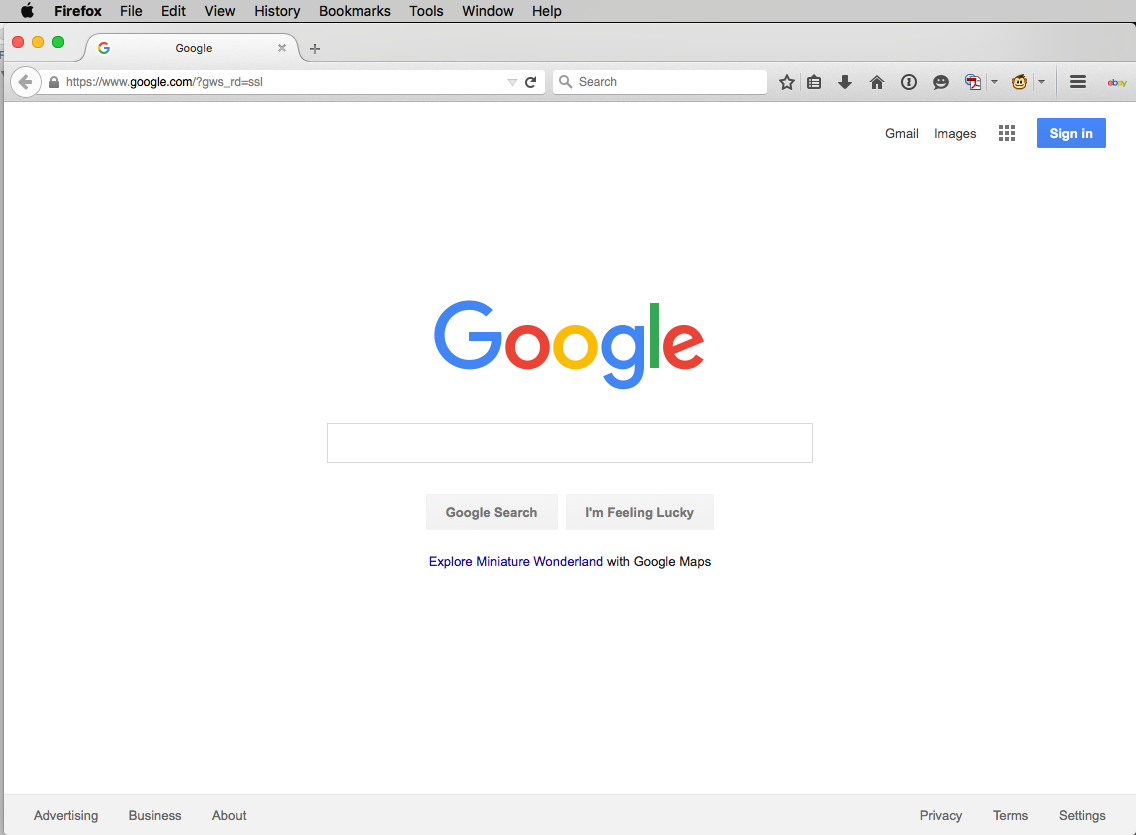 Firefox File Edit View History Bookmarks Tools Window Help
Google
https://www.google.com/?gws_rd=ssl
Search
ebay
Gmail Images Sign in
Google
Google Search I'm Feeling Lucky
Explore Miniature Wonderland with Google Maps
Advertising Business About Privacy Terms Settings